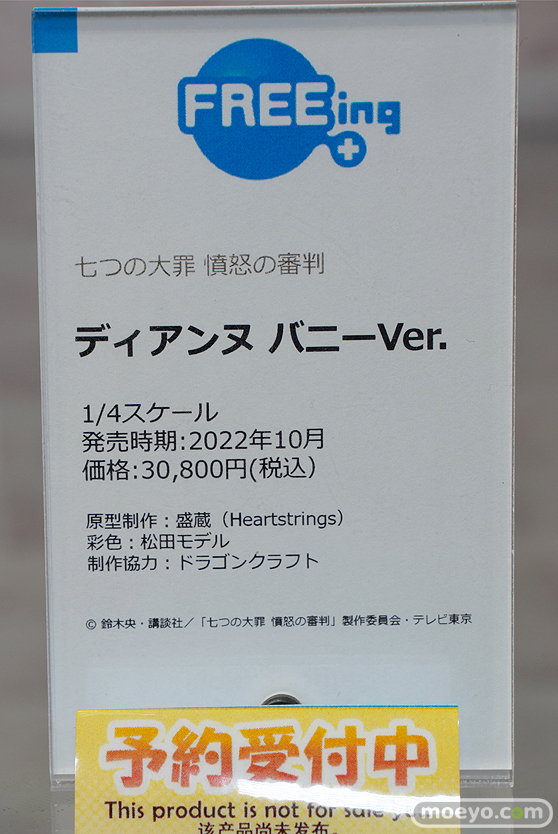 FREEing
七つの大罪 憤怒の審判
ディアンヌ バニーVer.
1/4スケール
発売時期:2022年10月
価格:30,800円(税込)
原型制作：盛蔵（Heartstrings）
彩色：松田モデル
制作協力：ドラゴンクラフト
© 鈴木央・講談社／「七つの大罪 憤怒の審判」製作委員会・テレビ東京
予約受付中
This product is not for sale
该产品尚未发布。
moeyo.com